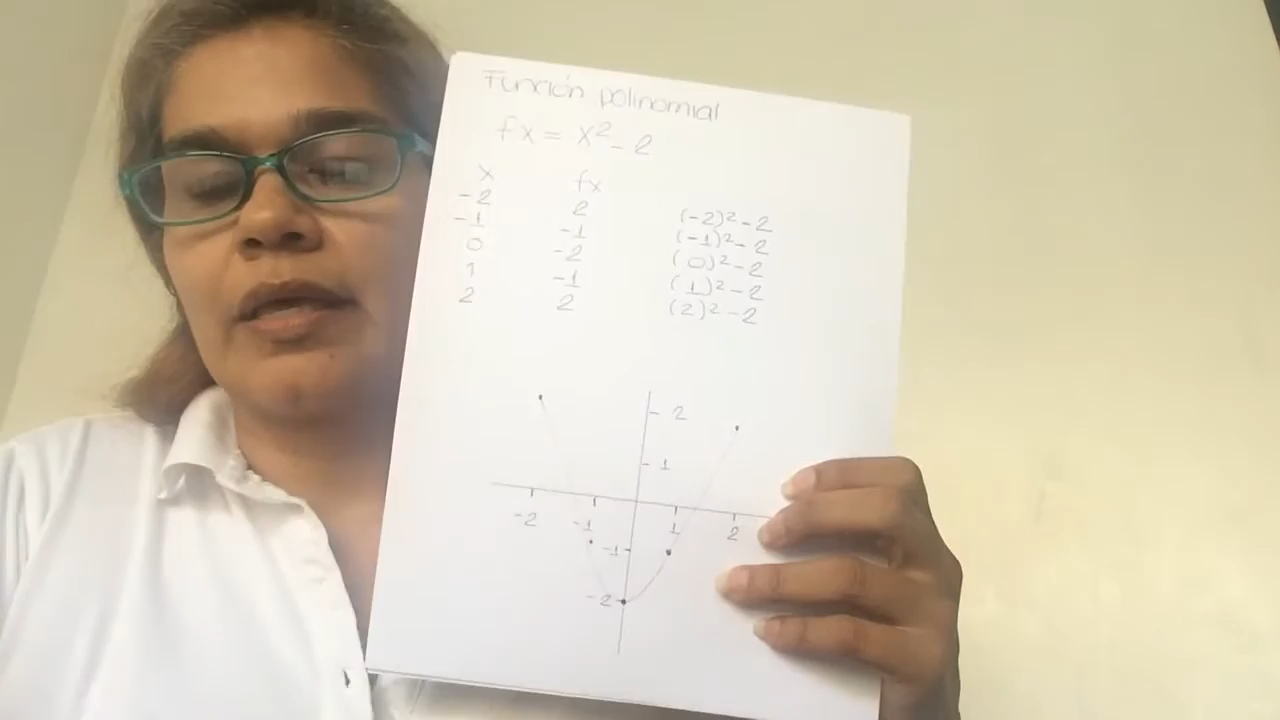 Función polinomial
fx = x² - 2
x fx
-2 2 (-2)² - 2
-1 -1 (-1)² - 2
0 -2 (0)² - 2
1 -1 (1)² - 2
2 2 (2)² - 2
2
1
-2 -1 1 2
-1
-2